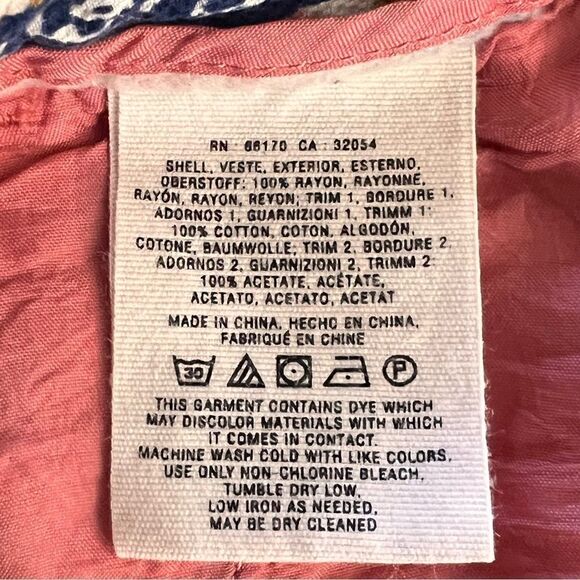 RN 66170 CA : 32054
SHELL, VESTE, EXTERIOR, ESTERNO,
OBERSTOFF: 100% RAYON, RAYONNE,
RAYÓN, RAYON, REYON; TRIM 1, BORDURE 1,
ADORNOS 1, GUARNIZIONI 1, TRIMM 1:
100% COTTON, COTON, ALGODÓN,
COTONE, BAUMWOLLE; TRIM 2, BORDURE 2,
ADORNOS 2, GUARNIZIONI 2, TRIMM 2:
100% ACETATE, ACÉTATE,
ACETATO, ACETATO, ACETAT
MADE IN CHINA, HECHO EN CHINA,
FABRIQUÉ EN CHINE
30 P
THIS GARMENT CONTAINS DYE WHICH
MAY DISCOLOR MATERIALS WITH WHICH
IT COMES IN CONTACT.
MACHINE WASH COLD WITH LIKE COLORS,
USE ONLY NON-CHLORINE BLEACH,
TUMBLE DRY LOW,
LOW IRON AS NEEDED,
MAY BE DRY CLEANED